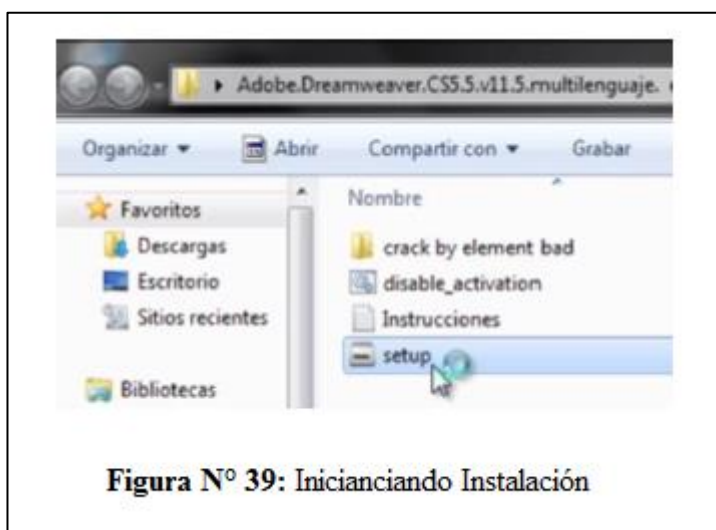 Adobe.Dreamweaver.CS5.5.v11.5.multilenguaje.
Organizar Abrir Compartir con Grabar
Favoritos
Descargas
Escritorio
Sitios recientes
Bibliotecas
Nombre
crack by element bad
disable_activation
Instrucciones
setup
Figura N° 39: Inicianciando Instalación